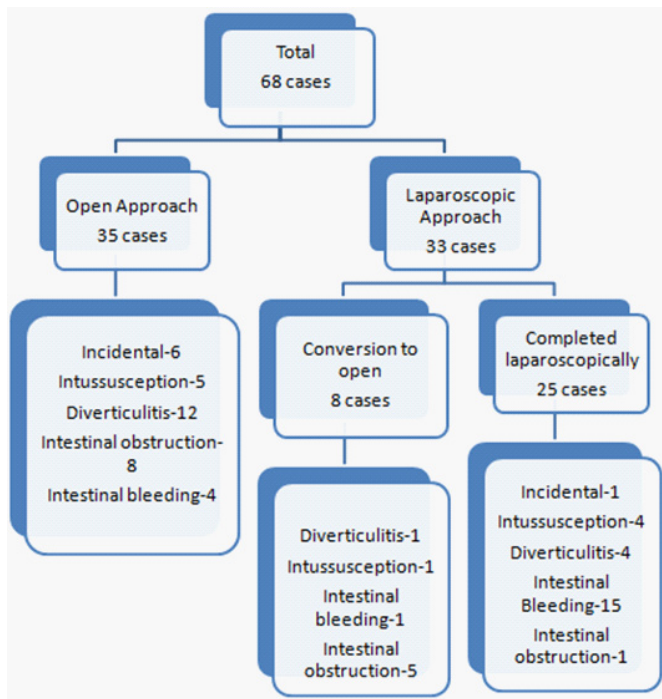 Total
68 cases
Open Approach
35 cases
Laparoscopic
Approach
33 cases
Incidental-6
Intussusception-5
Diverticulitis-12
Intestinal obstruction-
8
Intestinal bleeding-4
Conversion to
open
8 cases
Completed
laparoscopically
25 cases
Diverticulitis-1
Intussusception-1
Intestinal
bleeding-1
Intestinal
obstruction-5
Incidental-1
Intussusception-4
Diverticulitis-4
Intestinal
Bleeding-15
Intestinal
obstruction-1